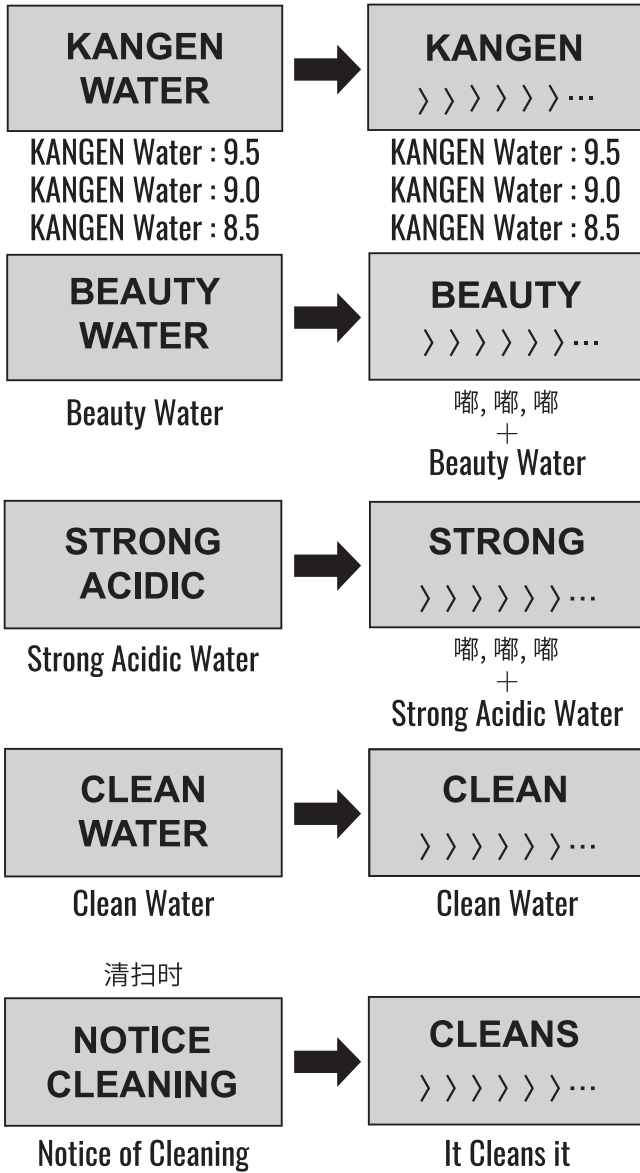 KANGEN
WATER
KANGEN
〉〉〉〉〉〉…
KANGEN Water : 9.5
KANGEN Water : 9.0
KANGEN Water : 8.5
KANGEN Water : 9.5
KANGEN Water : 9.0
KANGEN Water : 8.5
BEAUTY
WATER
BEAUTY
〉〉〉〉〉〉…
Beauty Water
嘟, 嘟, 嘟
+
Beauty Water
STRONG
ACIDIC
STRONG
〉〉〉〉〉〉…
Strong Acidic Water
嘟, 嘟, 嘟
+
Strong Acidic Water
CLEAN
WATER
CLEAN
〉〉〉〉〉〉…
Clean Water
Clean Water
清扫时
NOTICE
CLEANING
CLEANS
〉〉〉〉〉〉…
Notice of Cleaning
It Cleans it